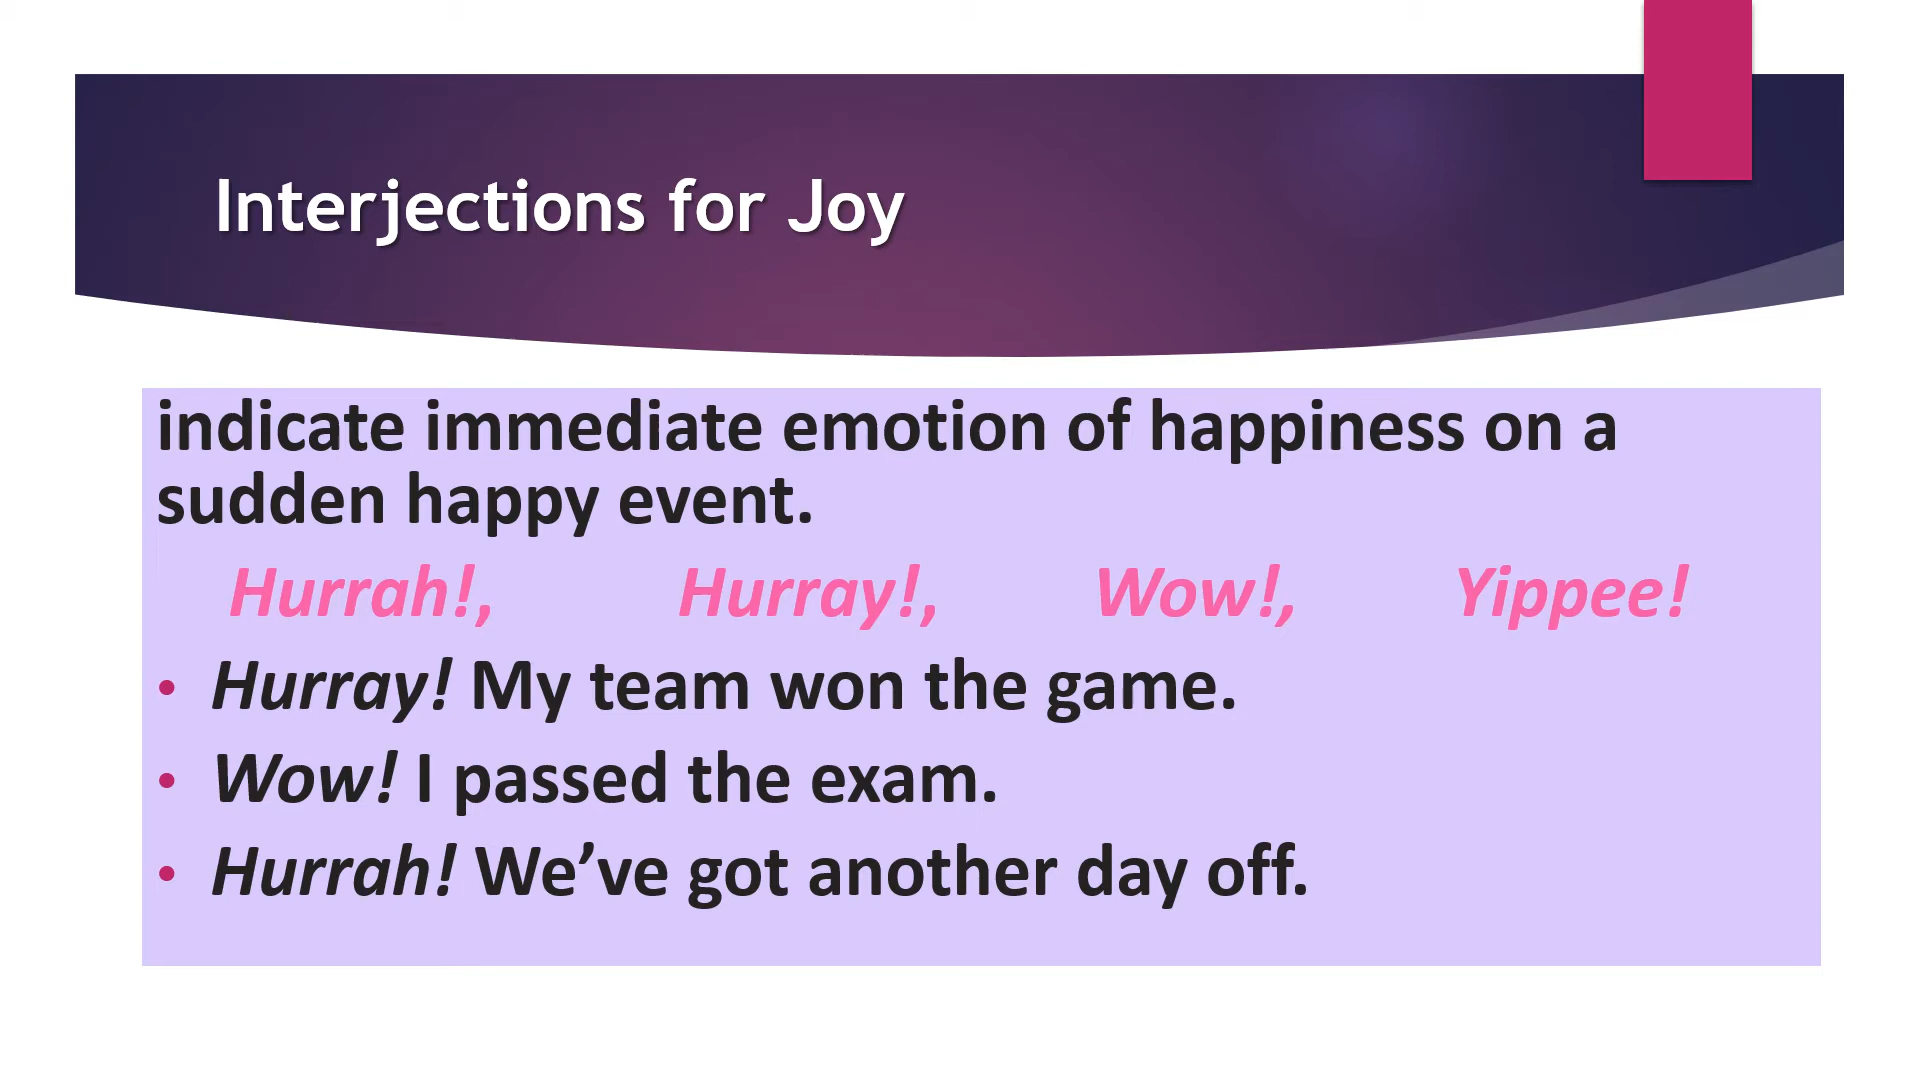 Interjections for Joy
indicate immediate emotion of happiness on a
sudden happy event.
Hurrah!, Hurray!, Wow!, Yippee!
• Hurray! My team won the game.
• Wow! I passed the exam.
• Hurrah! We’ve got another day off.